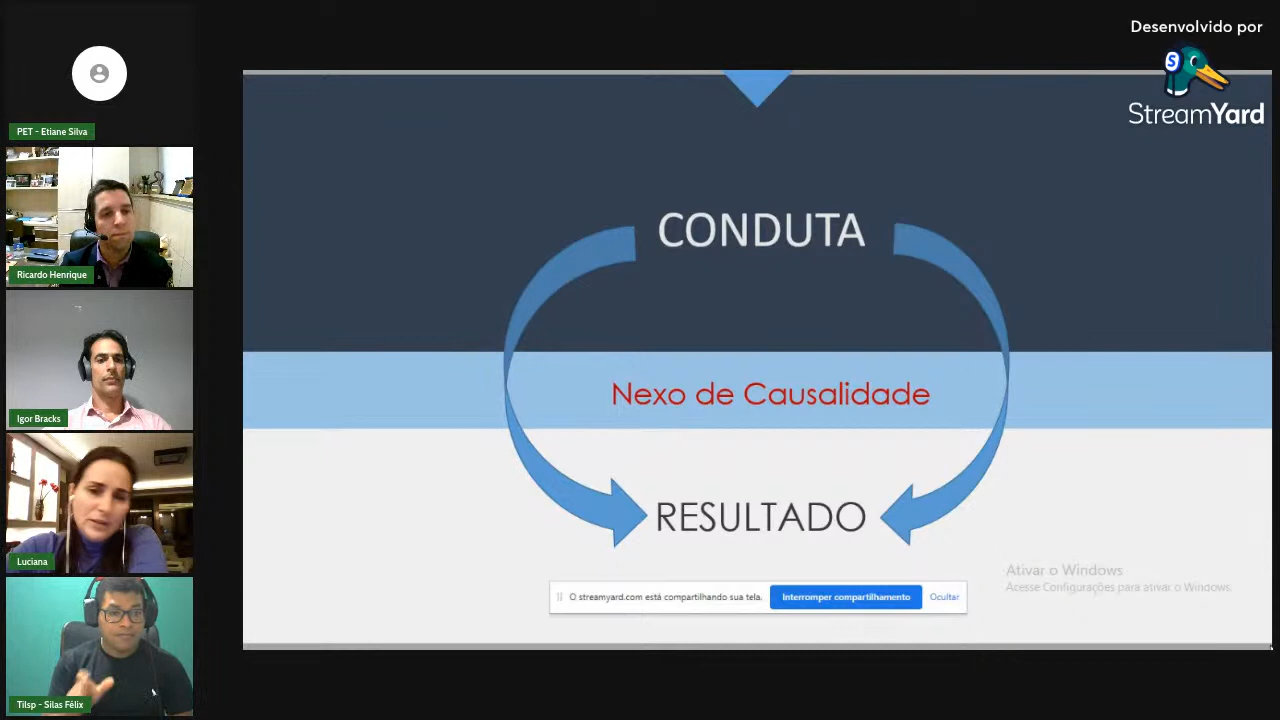 Desenvolvido por
StreamYard
PET - Etiane Silva
Ricardo Henrique
Igor Bracks
Luciana
Tilsp - Silas Félix
CONDUTA
Nexo de Causalidade
RESULTADO
Ativar o Windows
Acesse Configurações para ativar o Windows.
O streamyard.com está compartilhando sua tela.
Interromper compartilhamento
Ocultar